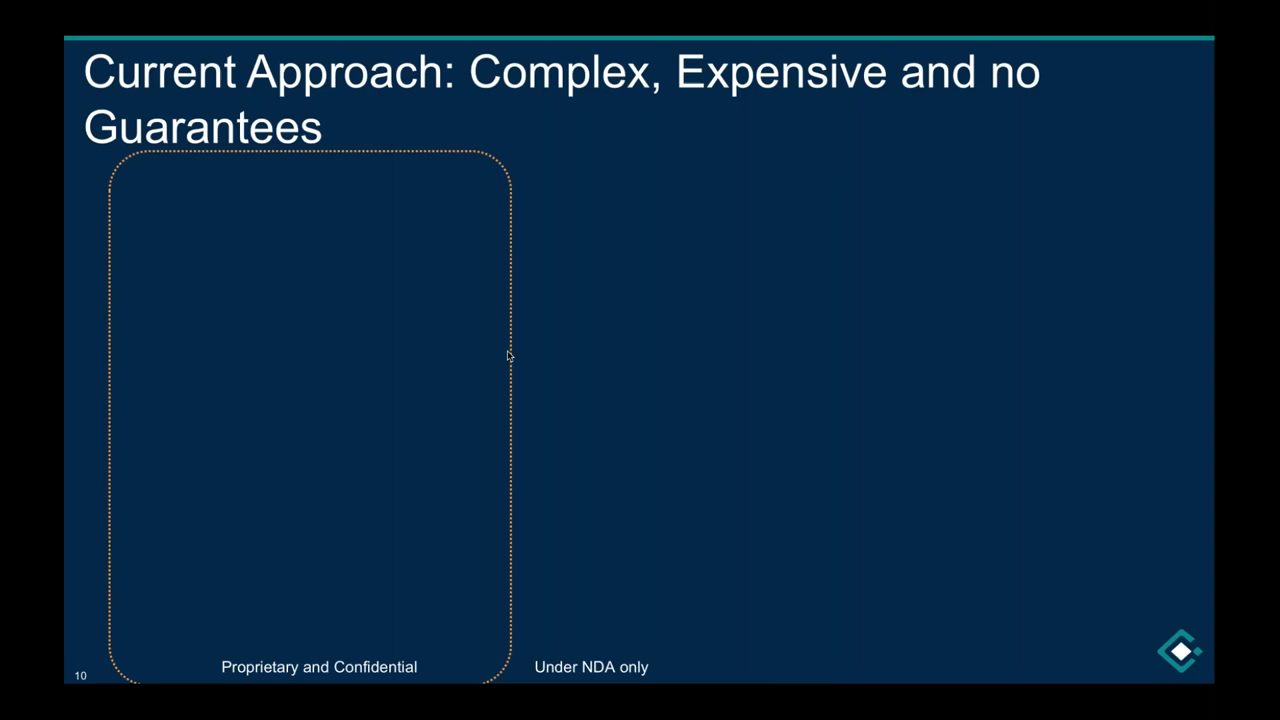 Current Approach: Complex, Expensive and no
Guarantees
Proprietary and Confidential
Under NDA only
10